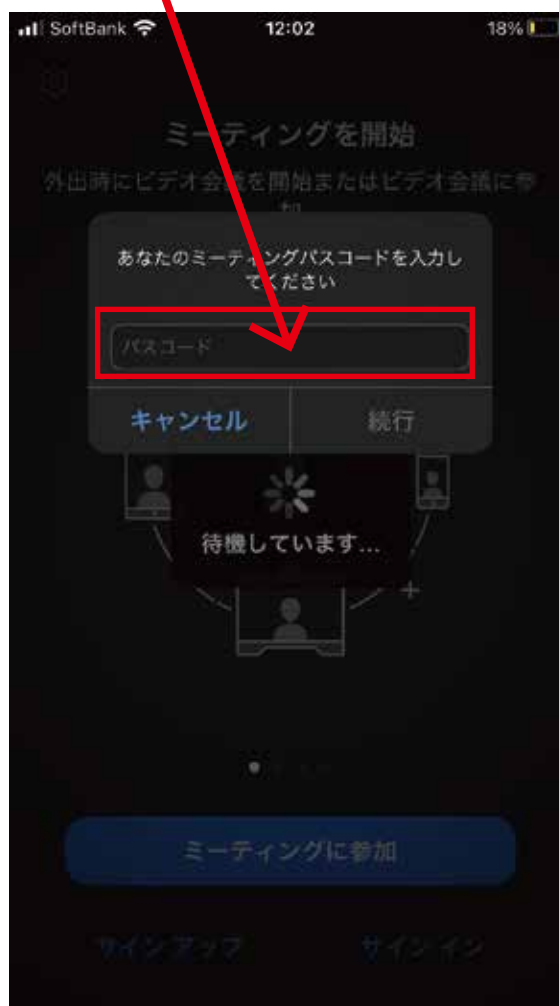 SoftBank 12:02 18%
ミーティングを開始
外出時にビデオ会議を開始またはビデオ会議に参
加
あなたのミーティングパスコードを入力し
てください
パスコード
キャンセル 続行
待機しています...
ミーティングに参加
サインアップ サインイン